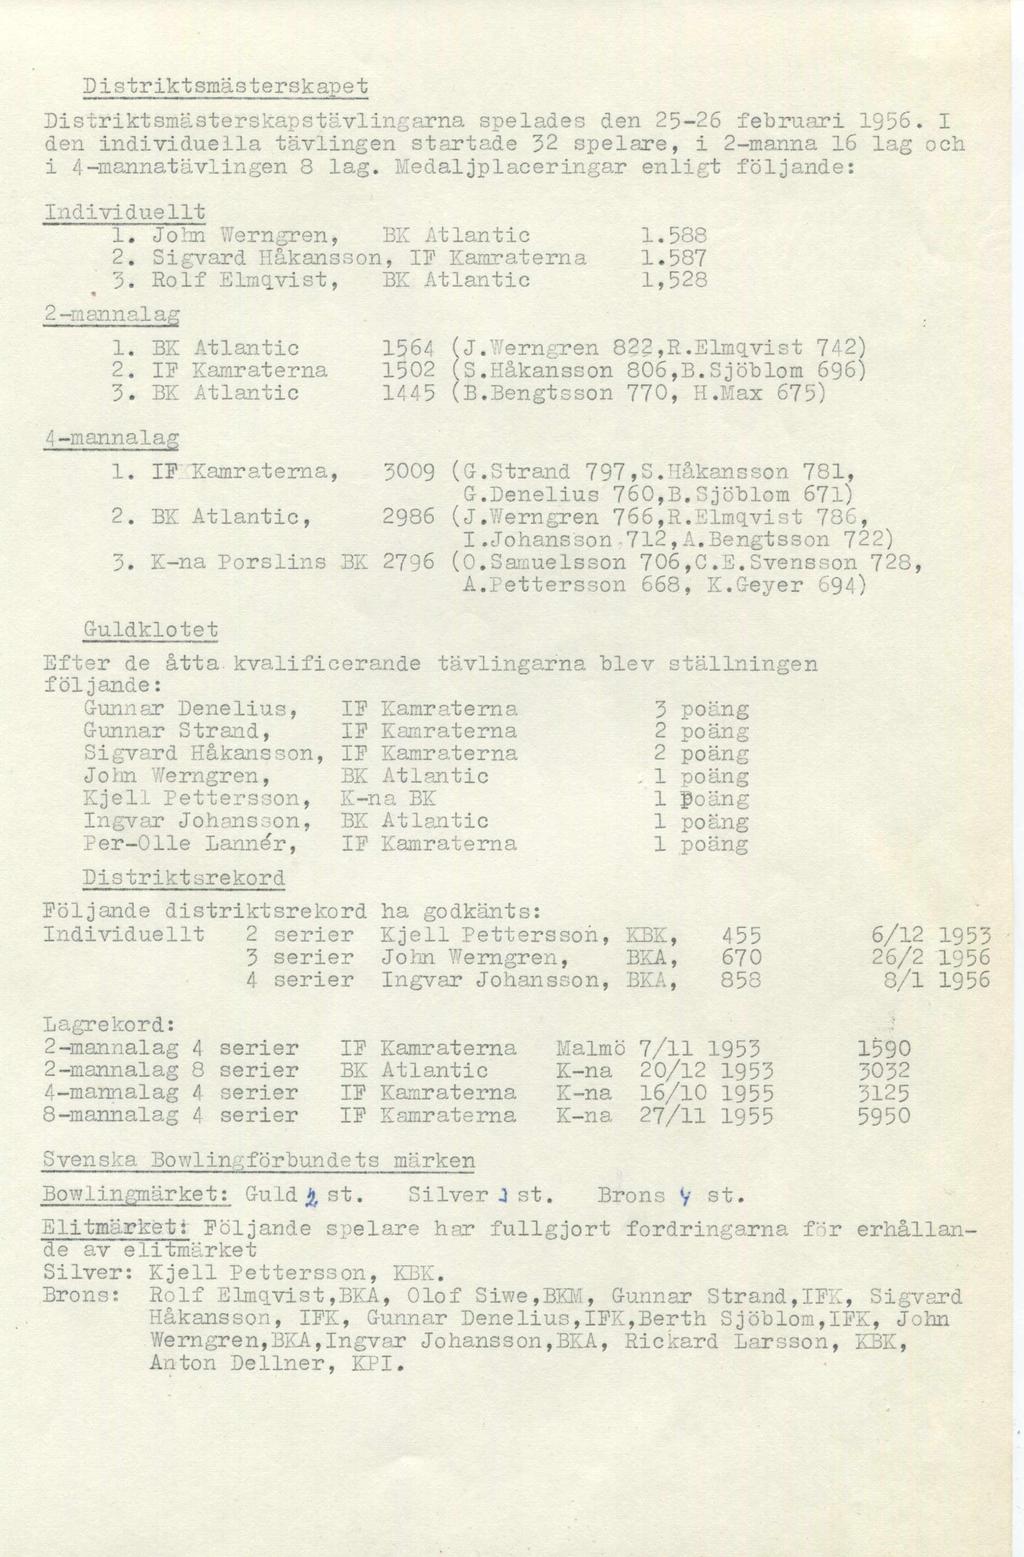 Distriktsmästerskapet
Distriktsmästerskapstävlingarna spelades den 25-26 februari 1956. I
den individuella tävlingen startade 32 spelare, i 2-manna 16 lag och
i 4-mannatävlingen 8 lag. Medaljplaceringar enligt följande:
Individuellt
1. John Werngren, BK Atlantic 1.588
2. Sigvard Håkansson, IF Kamraterna 1.587
3. Rolf Elmqvist, BK Atlantic 1,528
2-mannalag
1. BK Atlantic 1564 (J.Werngren 822,R.Elmqvist 742)
2. IF Kamraterna 1502 (S.Håkansson 806,B.Sjöblom 696)
3. BK Atlantic 1445 (B.Bengtsson 770, H.Max 675)
4-mannalag
1. IF Kamraterna, 3009 (G.Strand 797,S.Håkansson 781,
G.Denelius 760,B.Sjöblom 671)
2. BK Atlantic, 2986 (J.Werngren 766,R.Elmqvist 786,
I.Johansson 712,A.Bengtsson 722)
3. K-na Porslins BK 2796 (O.Samuelsson 706,C.E.Svensson 728,
A.Pettersson 668, K.Geyer 694)
Guldklotet
Efter de åtta kvalificerande tävlingarna blev ställningen
följande:
Gunnar Denelius, IF Kamraterna 3 poäng
Gunnar Strand, IF Kamraterna 2 poäng
Sigvard Håkansson, IF Kamraterna 2 poäng
John Werngren, BK Atlantic 1 poäng
Kjell Pettersson, K-na BK 1 poäng
Ingvar Johansson, BK Atlantic 1 poäng
Per-Olle Lannér, IF Kamraterna 1 poäng
Distriktsrekord
Följande distriktsrekord ha godkänts:
Individuellt 2 serier Kjell Pettersson, KBK, 455 6/12 1953
3 serier John Werngren, BKA, 670 26/2 1956
4 serier Ingvar Johansson, BKA, 858 8/1 1956
Lagrekord:
2-mannalag 4 serier IF Kamraterna Malmö 7/11 1953 1590
2-mannalag 8 serier BK Atlantic K-na 20/12 1953 3032
4-mannalag 4 serier IF Kamraterna K-na 16/10 1955 3125
8-mannalag 4 serier IF Kamraterna K-na 27/11 1955 5950
Svenska Bowlingförbundets märken
Bowlingmärket: Guld st. Silver st. Brons st.
Elitmärket: Följande spelare har fullgjort fordringarna för erhållan-
de av elitmärket
Silver: Kjell Pettersson, KBK.
Brons: Rolf Elmqvist,BKA, Olof Siwe,BKM, Gunnar Strand,IFK, Sigvard
Håkansson, IFK, Gunnar Denelius,IFK,Berth Sjöblom,IFK, John
Werngren,BKA,Ingvar Johansson,BKA, Rickard Larsson, KBK,
Anton Dellner, KPI.